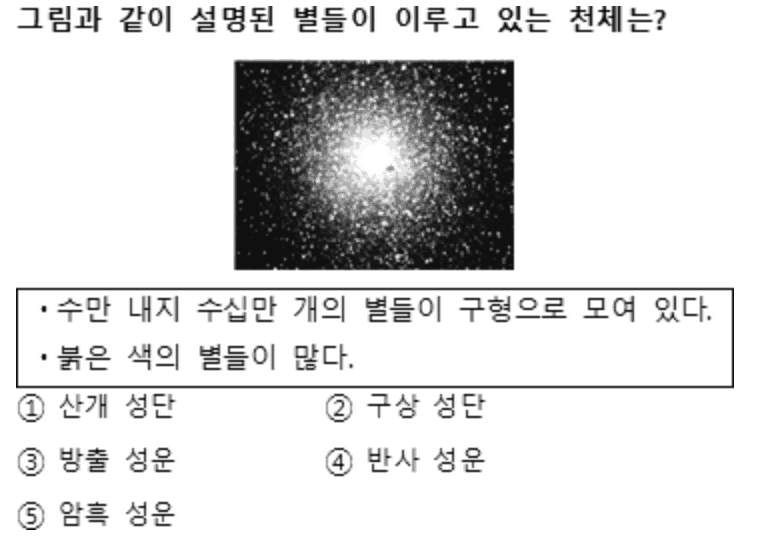 그림과 같이 설명된 별들이 이루고 있는 천체는?
・수만 내지 수십만 개의 별들이 구형으로 모여 있다.
・붉은 색의 별들이 많다.
① 산개 성단 ② 구상 성단
③ 방출 성운 ④ 반사 성운
⑤ 암흑 성운